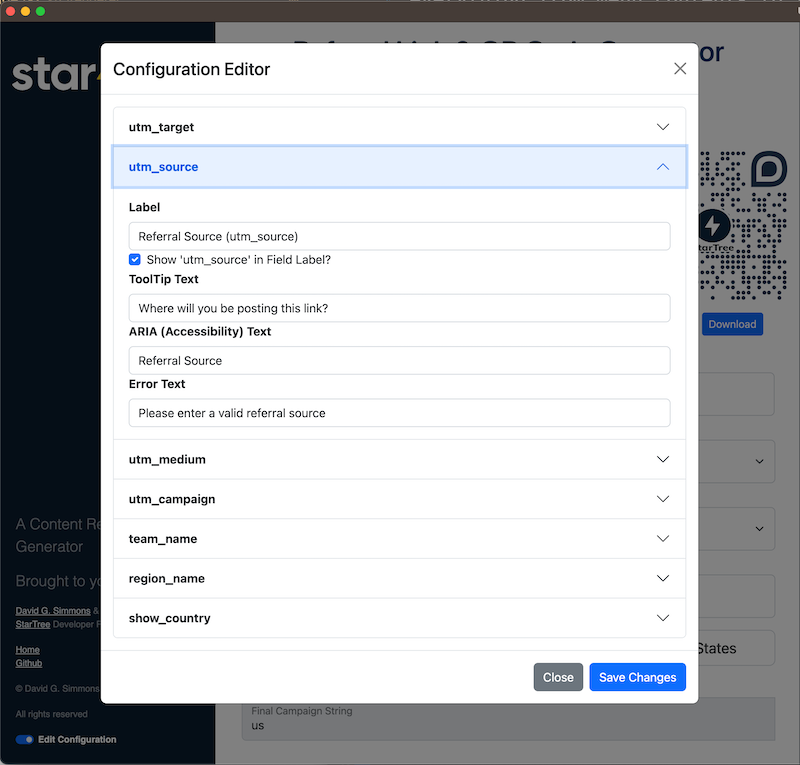 or
star
Configuration Editor
utm_target
utm_source
Label
Referral Source (utm_source)
Show 'utm_source' in Field Label?
ToolTip Text
Where will you be posting this link?
ARIA (Accessibility) Text
Referral Source
Error Text
Please enter a valid referral source
utm_medium
utm_campaign
team_name
region_name
show_country
Close
Save Changes
StarTree
Download
A Content Re
Generator
Brought to yo
David G. Simmons &
StarTree Developer
Home
Github
© David G. Simmons
All rights reserved
Edit Configuration
States
Final Campaign String
us